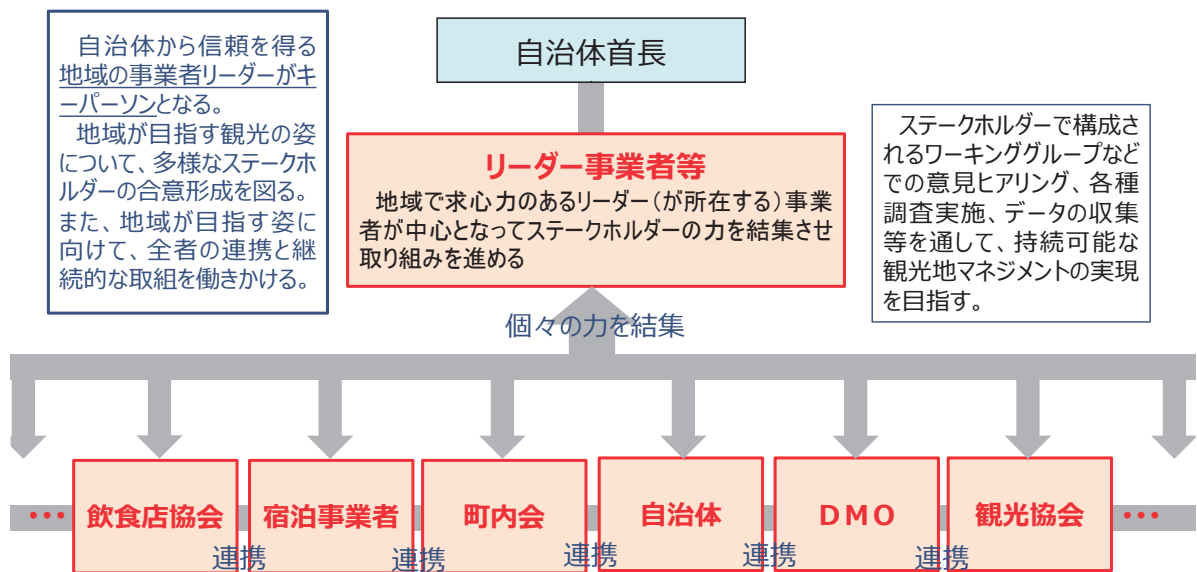 自治体から信頼を得る
地域の事業者リーダーがキ
ーパーソンとなる。
地域が目指す観光の姿
について、多様なステーク
ホルダーの合意形成を図る。
また、地域が目指す姿に
向けて、全者の連携と継
続的な取組を働きかける。
自治体首長
リーダー事業者等
地域で求心力のあるリーダー（が所在する）事業
者が中心となってステークホルダーの力を結集させ
取り組みを進める
ステークホルダーで構成さ
れるワーキンググループなど
での意見ヒアリング、各種
調査実施、データの収集
等を通して、持続可能な
観光地マネジメントの実現
を目指す。
個々の力を結集
… 飲食店協会 宿泊事業者 町内会 自治体 DMO 観光協会 …
連携 連携 連携 連携 連携